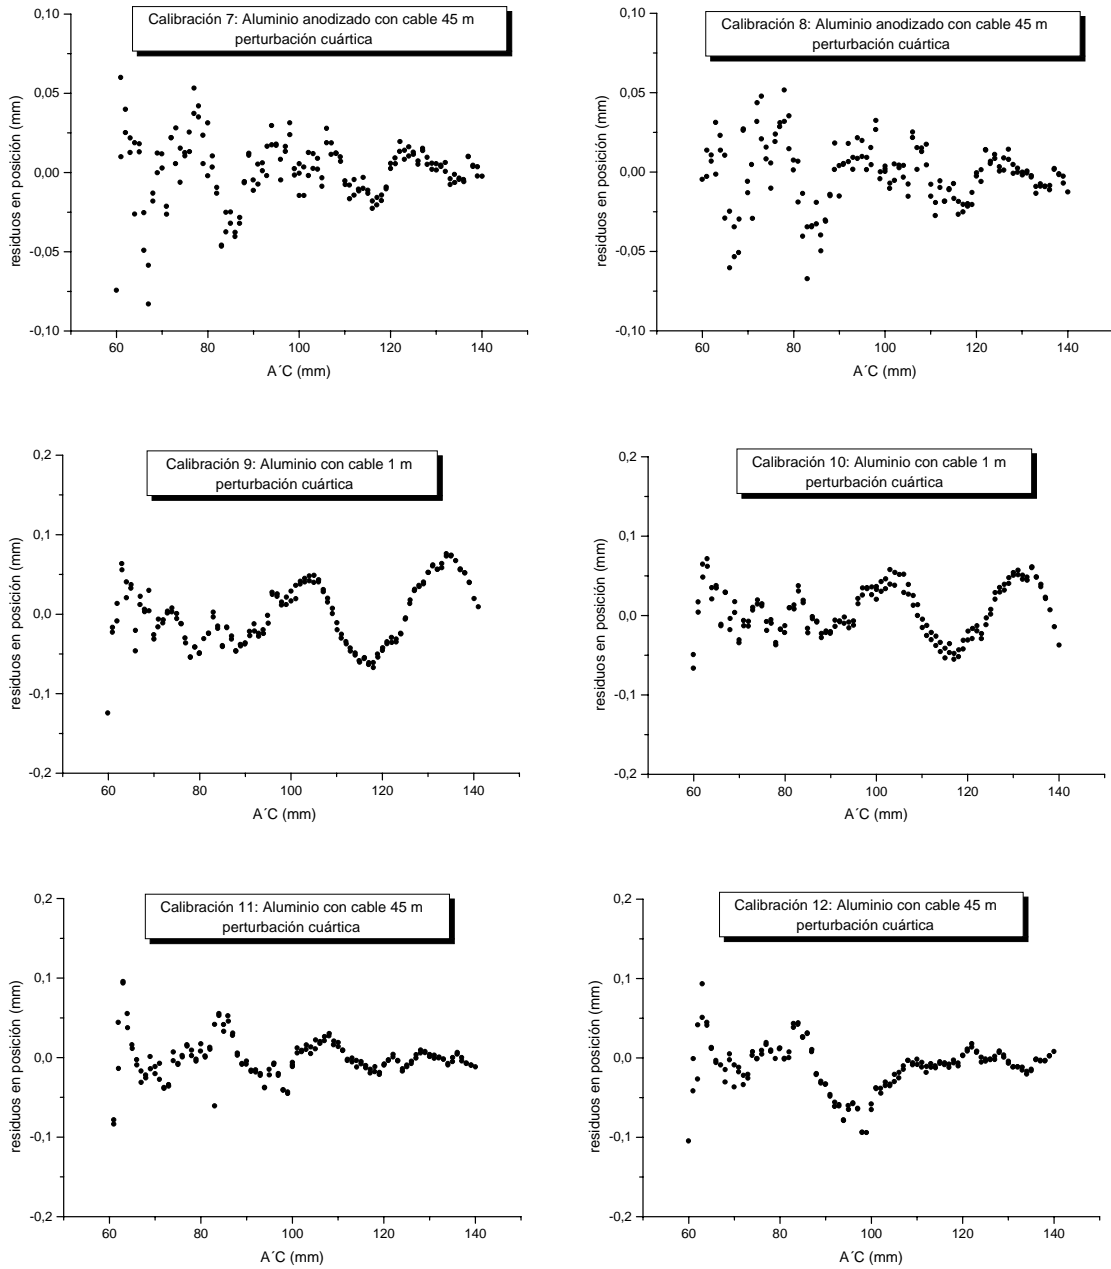 Calibración 7: Aluminio anodizado con cable 45 m
perturbación cuártica
0,10
0,05
0,00
-0,05
-0,10
residuos en posición (mm)
60
80
100
120
140
A´C (mm)
Calibración 8: Aluminio anodizado con cable 45 m
perturbación cuártica
0,10
0,05
0,00
-0,05
-0,10
residuos en posición (mm)
60
80
100
120
140
A´C (mm)
Calibración 9: Aluminio con cable 1 m
perturbación cuártica
0,2
0,1
0,0
-0,1
-0,2
residuos en posición (mm)
60
80
100
120
140
A´C (mm)
Calibración 10: Aluminio con cable 1 m
perturbación cuártica
0,2
0,1
0,0
-0,1
-0,2
residuos en posición (mm)
60
80
100
120
140
A´C (mm)
Calibración 11: Aluminio con cable 45 m
perturbación cuártica
0,2
0,1
0,0
-0,1
-0,2
residuos en posición (mm)
60
80
100
120
140
A´C (mm)
Calibración 12: Aluminio con cable 45 m
perturbación cuártica
0,2
0,1
0,0
-0,1
-0,2
residuos en posición (mm)
60
80
100
120
140
A´C (mm)